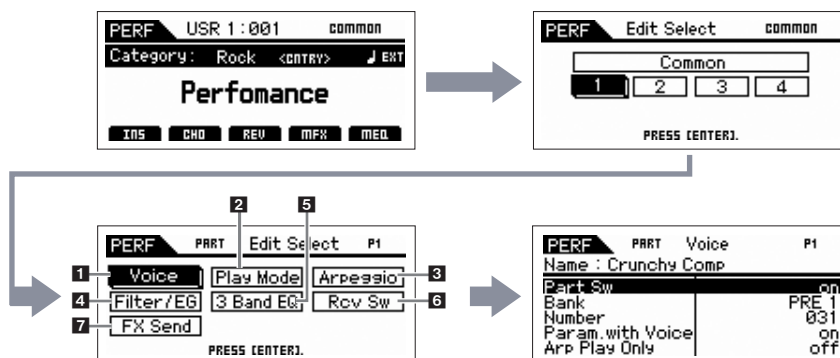 PERF USR 1:001 common
Category: Rock <CNTRY> ♩ EXT
Perfomance
INS CHO REV MFX MEQ
PERF Edit Select common
Common
1 2 3 4
PRESS [ENTER].
2 5
PERF PART Edit Select P1
1 Voice Play Mode Arpeggio 3
4 Filter/EG 3 Band EQ Rcv Sw 6
7 FX Send
PRESS [ENTER].
PERF PART Voice P1
Name : Crunchy Comp
Part Sw on
Bank PRE 1
Number 031
Param.with Voice on
Arp Play Only off